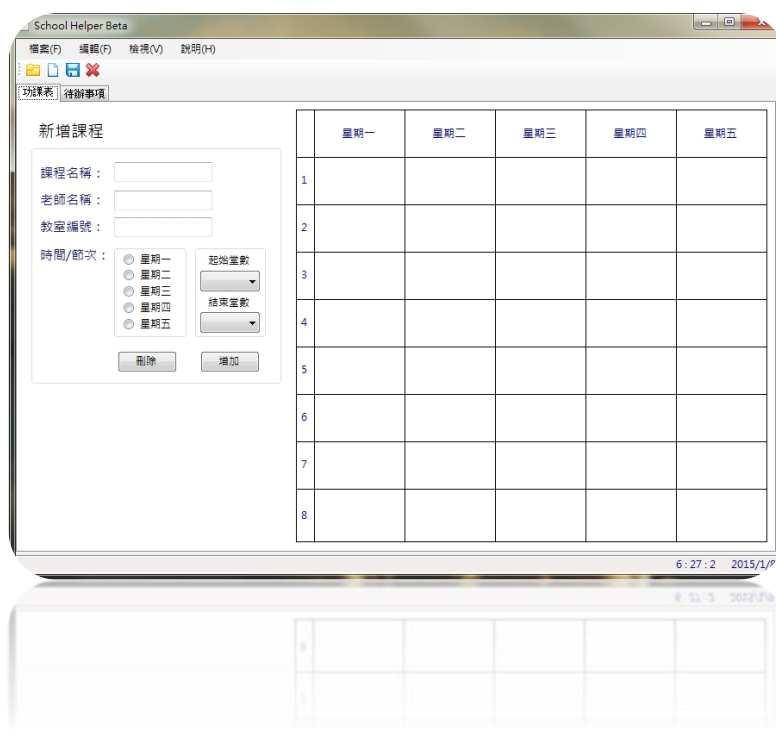 School Helper Beta
檔案(F) 編輯(F) 檢視(V) 說明(H)
功課表 待辦事項
新增課程
課程名稱：
老師名稱：
教室編號：
時間/節次：
星期一
星期二
星期三
星期四
星期五
起始堂數
結束堂數
刪除 增加
星期一 星期二 星期三 星期四 星期五
1
2
3
4
5
6
7
8
6:27:2 2015/1/8